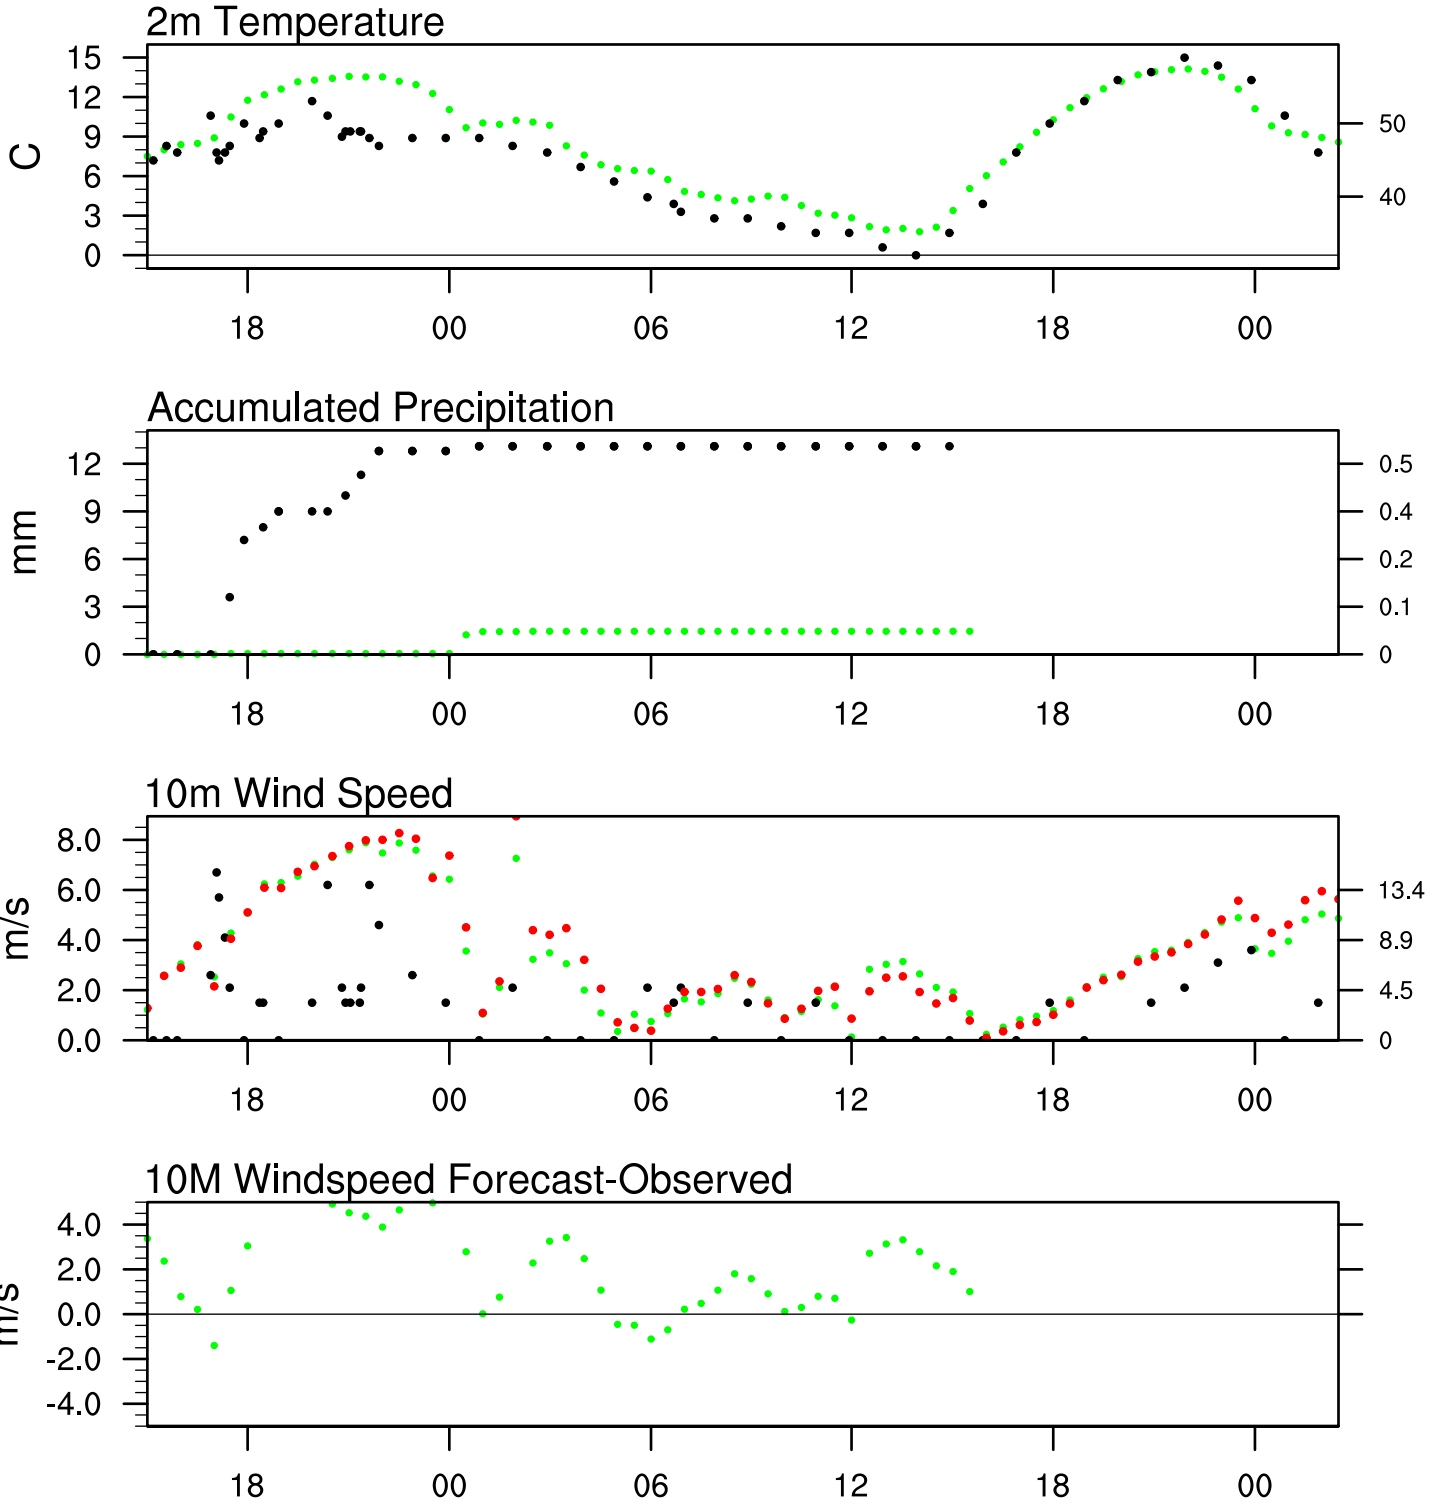 2m Temperature
15
12
9
6
3
0
C
50
40
18 00 06 12 18 00
Accumulated Precipitation
12
9
6
3
0
mm
0.5
0.4
0.2
0.1
0
18 00 06 12 18 00
10m Wind Speed
8.0
6.0
4.0
2.0
0.0
m/s
13.4
8.9
4.5
0
18 00 06 12 18 00
10M Windspeed Forecast-Observed
4.0
2.0
0.0
-2.0
-4.0
m/s
18 00 06 12 18 00